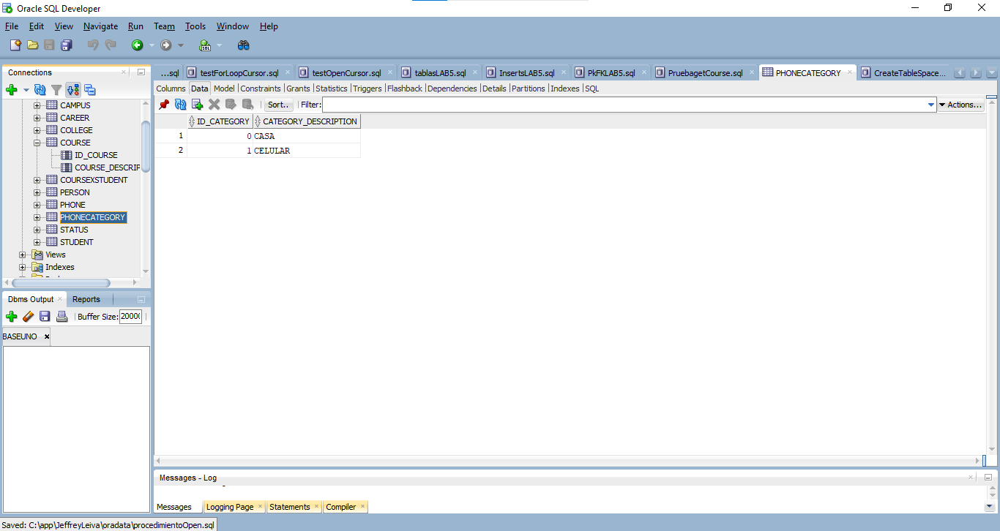 Oracle SQL Developer
File Edit View Navigate Run Team Tools Window Help
Connections
CAMPUS
CAREER
COLLEGE
COURSE
ID_COURSE
COURSE_DESCRIP
COURSEXSTUDENT
PERSON
PHONE
PHONECATEGORY
STATUS
STUDENT
Views
Indexes
Dbms Output Reports
Buffer Size: 20000
BASEUNO
...sql testForLoopCursor.sql testOpenCursor.sql tablasLAB5.sql InsertsLAB5.sql PkFKLAB5.sql PruebagetCourse.sql PHONECATEGORY CreateTableSpace...
Columns Data Model Constraints Grants Statistics Triggers Flashback Dependencies Details Partitions Indexes SQL
Sort.. Filter: Actions...
ID_CATEGORY CATEGORY_DESCRIPTION
1 0 CASA
2 1 CELULAR
Messages - Log
Messages Logging Page Statements Compiler
Saved: C:\app\JeffreyLeiva\oradata\procedimientoOpen.sql